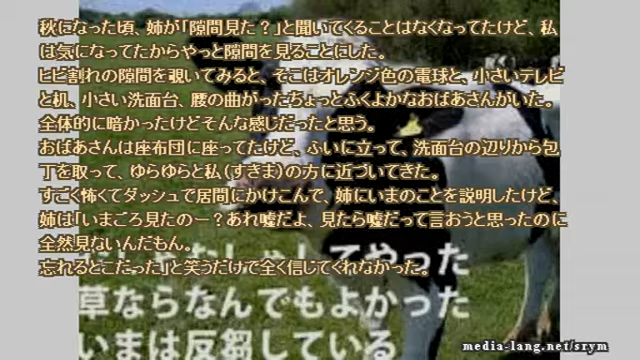 秋になった頃、姉が「隙間見た？」と聞いてくることはなくなってたけど、私
は気になってたからやっと隙間を見ることにした。
ヒビ割れの隙間を覗いてみると、そこはオレンジ色の電球と、小さいテレビ
と机、小さい洗面台、腰の曲がったちょっとふくよかなおばあさんがいた。
全体的に暗かったけどそんな感じだったと思う。
おばあさんは座布団に座ってたけど、ふいに立って、洗面台の辺りから包
丁を取って、ゆらゆらと私（すきま）の方に近づいてきた。
すごく怖くてダッシュで居間にかけこんで、姉にいまのことを説明したけど、
姉は「いまごろ見たのー？あれ嘘だよ、見たら嘘だって言おうと思ったのに
全然見ないんだもん。
忘れるとこだった」と笑うだけで全く信じてくれなかった。
してやった
草ならなんでもよかった
いまは反芻している
media-lang.net/srym